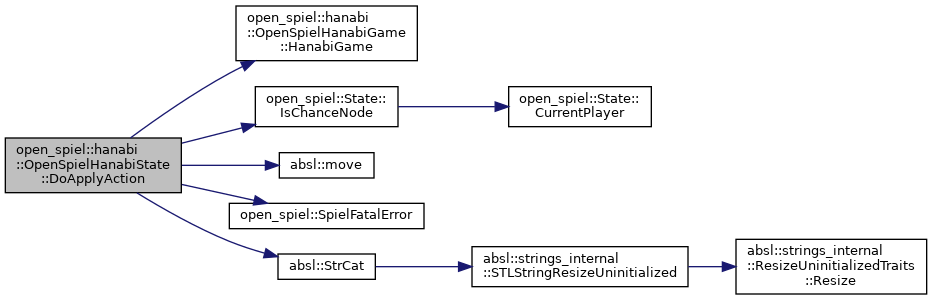 open_spiel::hanabi
::OpenSpielHanabiState
::DoApplyAction
open_spiel::hanabi
::OpenSpielHanabiGame
::HanabiGame
open_spiel::State::
IsChanceNode
open_spiel::State::
CurrentPlayer
absl::move
open_spiel::SpielFatalError
absl::StrCat
absl::strings_internal
::STLStringResizeUninitialized
absl::strings_internal
::ResizeUninitializedTraits
::Resize